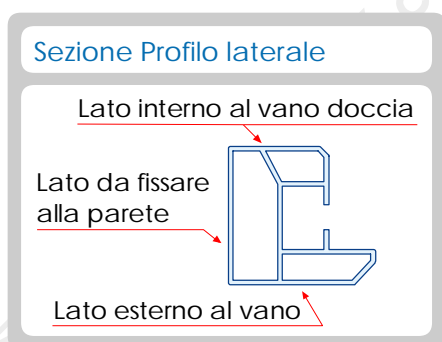 Sezione Profilo laterale
Lato interno al vano doccia
Lato da fissare
alla parete
Lato esterno al vano